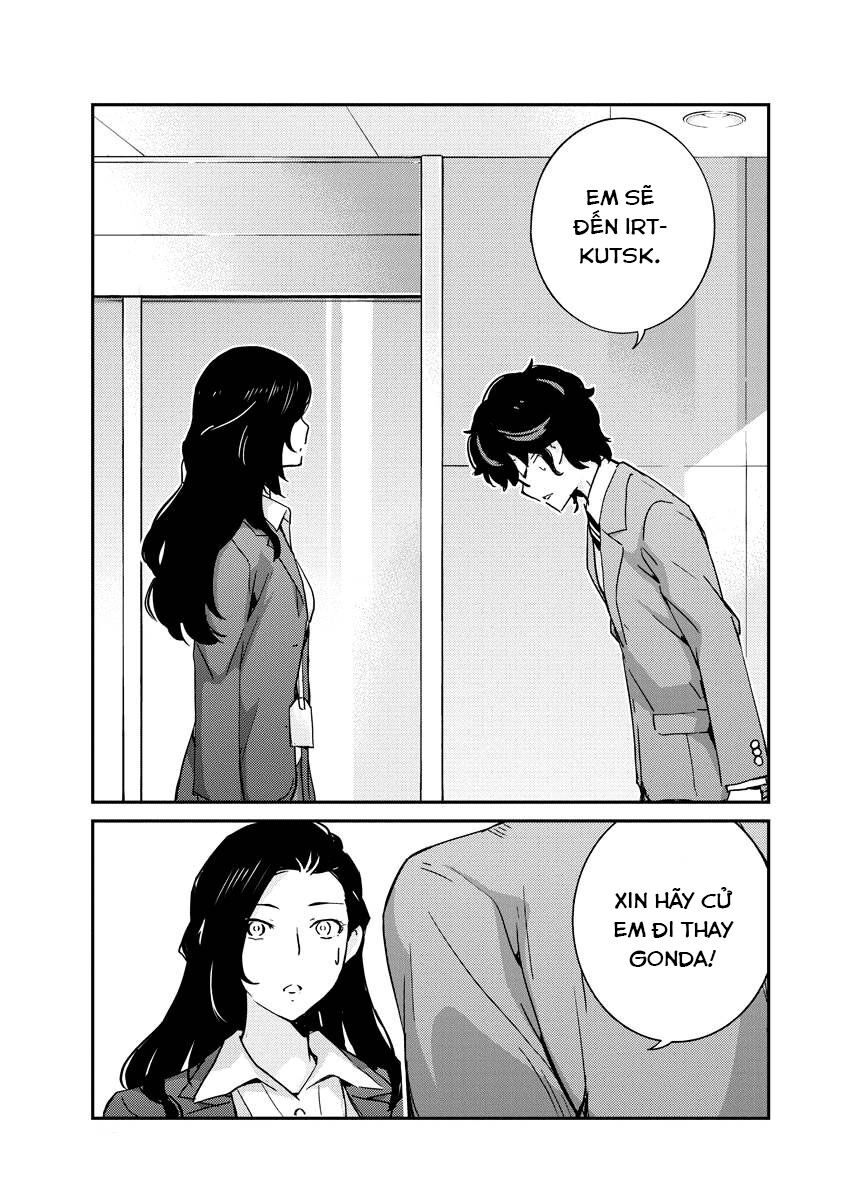 EM SẼ
ĐẾN IRT-
KUTSK.
XIN HÃY CỬ
EM ĐI THAY
GONDA!